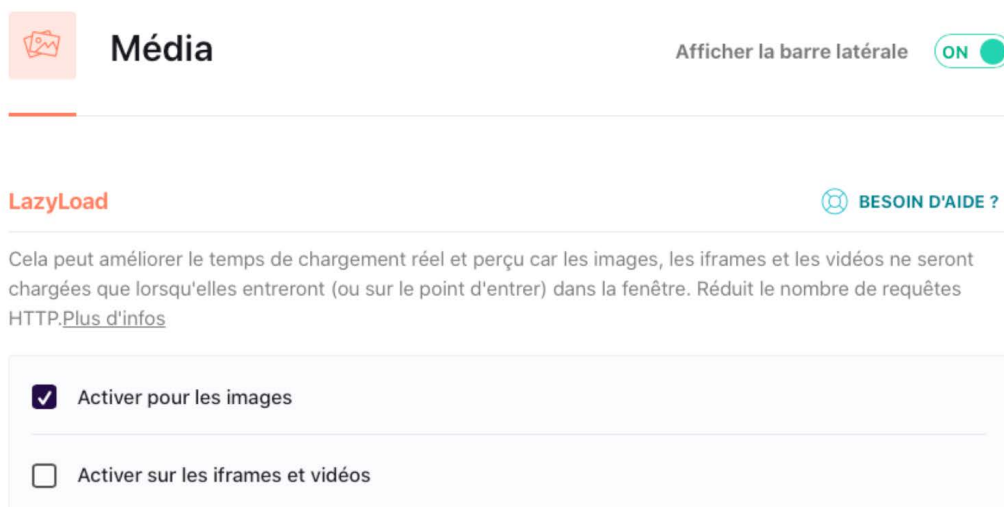 Média
Afficher la barre latérale
ON
LazyLoad
BESOIN D'AIDE ?
Cela peut améliorer le temps de chargement réel et perçu car les images, les iframes et les vidéos ne seront
chargées que lorsqu'elles entreront (ou sur le point d'entrer) dans la fenêtre. Réduit le nombre de requêtes
HTTP.Plus d'infos
Activer pour les images
Activer sur les iframes et vidéos